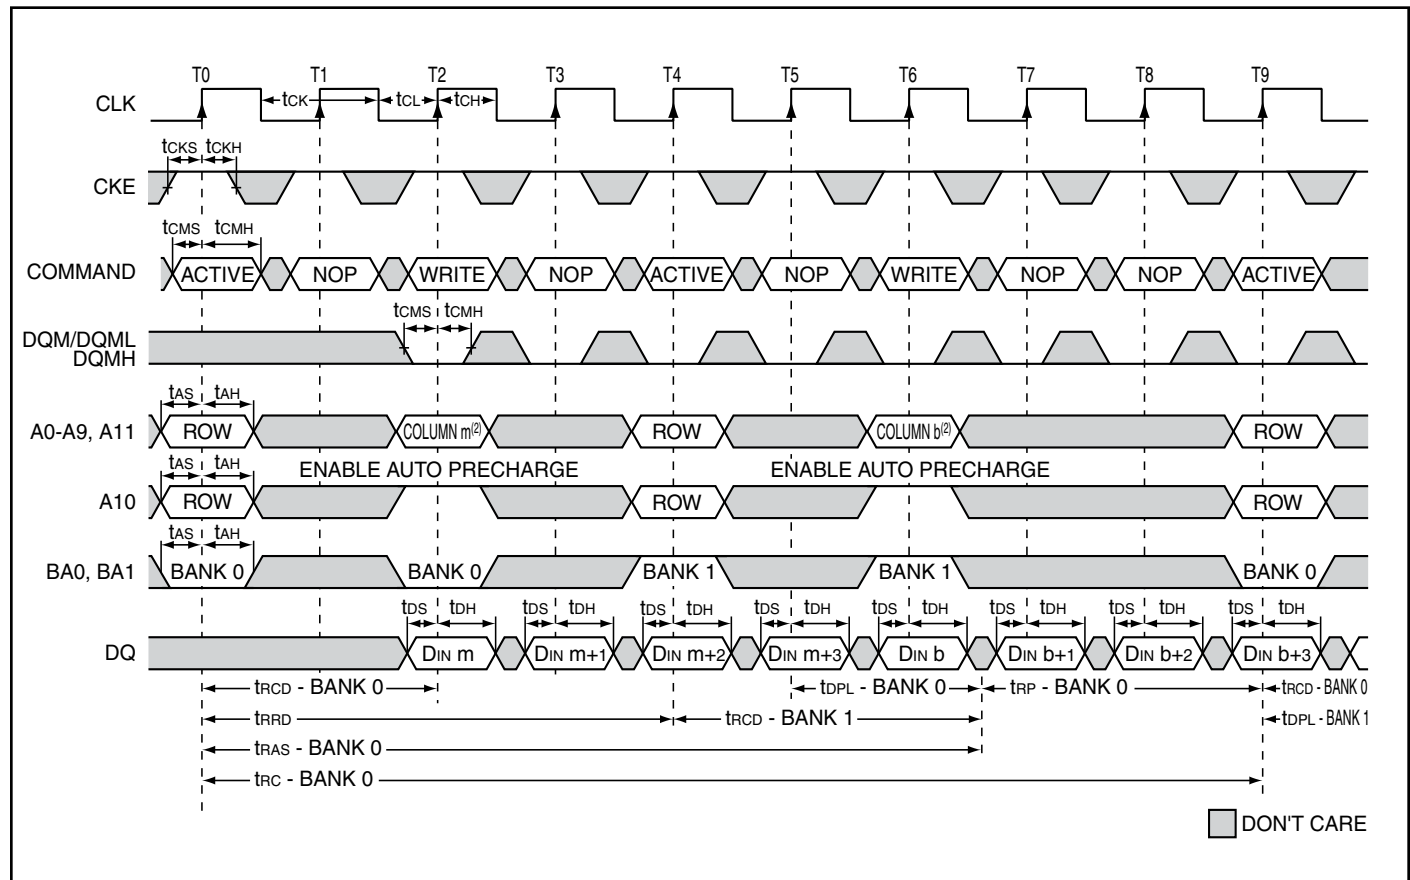 T0 T1 T2 T3 T4 T5 T6 T7 T8 T9
CLK tCK tCL tCH
tCKS tCKH
CKE
tCMS tCMH
COMMAND ACTIVE NOP WRITE NOP ACTIVE NOP WRITE NOP NOP ACTIVE
tCMS tCMH
DQM/DQML
DQMH
tAS tAH
A0-A9, A11 ROW COLUMN m(2) ROW COLUMN b(2) ROW
tAS tAH ENABLE AUTO PRECHARGE ENABLE AUTO PRECHARGE
A10 ROW ROW ROW
tAS tAH
BA0, BA1 BANK 0 BANK 0 BANK 1 BANK 1 BANK 0
tDS tDH tDS tDH tDS tDH tDS tDH tDS tDH tDS tDH tDS tDH tDS tDH
DQ DIN m DIN m+1 DIN m+2 DIN m+3 DIN b DIN b+1 DIN b+2 DIN b+3
tRCD - BANK 0 tDPL - BANK 0 tRP - BANK 0 tRCD - BANK 0
tRRD tRCD - BANK 1 tDPL - BANK 1
tRAS - BANK 0
tRC - BANK 0
DON'T CARE